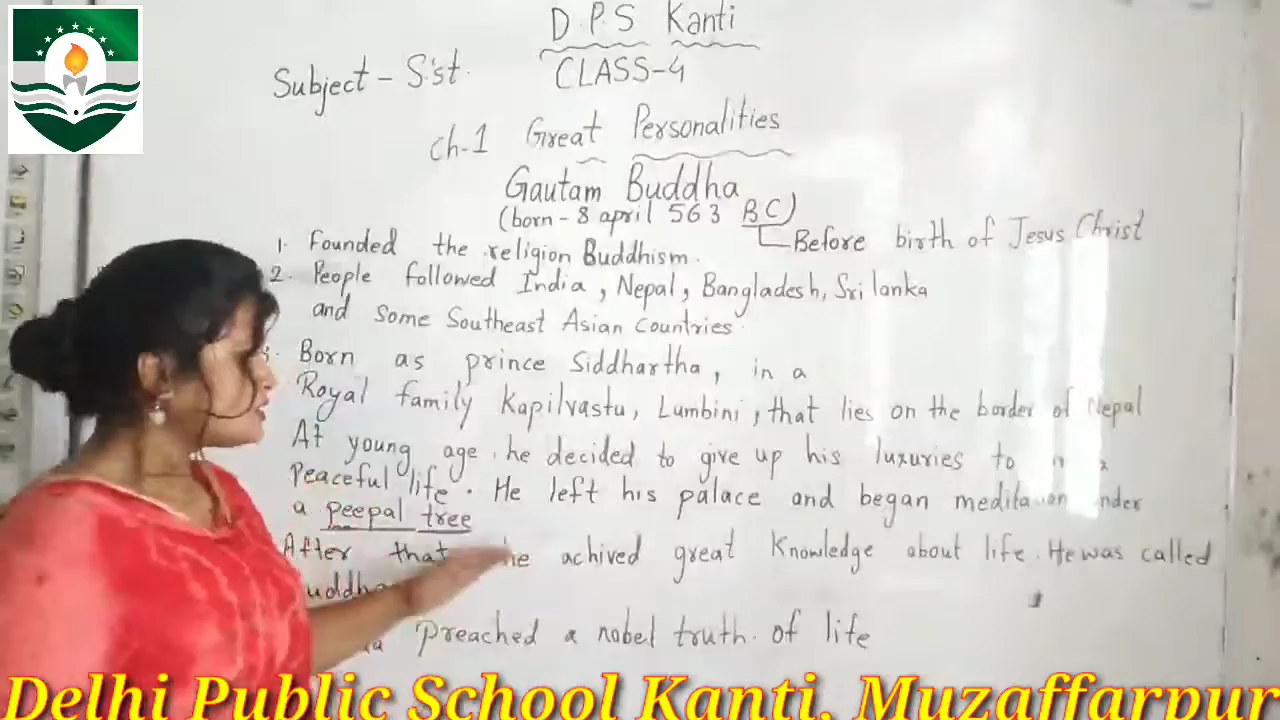 D.P.S Kanti
Subject - S'st.
CLASS-4
Ch-1 Great Personalities
Gautam Buddha
(born - 8 april 563 BC)
Before birth of Jesus Christ
1. Founded the religion Buddhism.
2. People followed India, Nepal, Bangladesh, Sri lanka
and some Southeast Asian Countries.
Born as prince Siddhartha, in a
Royal family Kapilvastu, Lumbini, that lies on the border of Nepal
At young age he decided to give up his luxuries to
Peaceful life. He left his palace and began
a peepal tree
After that he achived great Knowledge about life. He was called
preached a nobel truth of life
Delhi Public School Kanti, Muzaffarpur